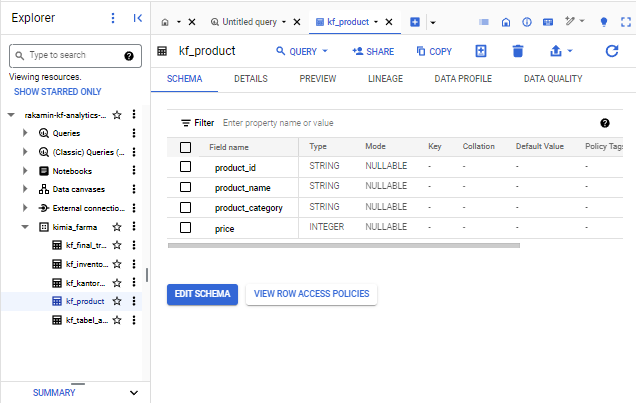 Explorer
Type to search
Viewing resources.
SHOW STARRED ONLY
rakamin-kf-analytics-...
Queries
(Classic) Queries (...
Notebooks
Data canvases
External connectio...
kimia_farma
kf_final_tr...
kf_invento...
kf_kantor...
kf_product
kf_tabel_a...
SUMMARY
Untitled query
kf_product
kf_product
QUERY
SHARE
COPY
SCHEMA DETAILS PREVIEW LINEAGE DATA PROFILE DATA QUALITY
Filter Enter property name or value
Field name Type Mode Key Collation Default Value Policy Tags
product_id STRING NULLABLE - - - -
product_name STRING NULLABLE - - - -
product_category STRING NULLABLE - - - -
price INTEGER NULLABLE - - - -
EDIT SCHEMA VIEW ROW ACCESS POLICIES